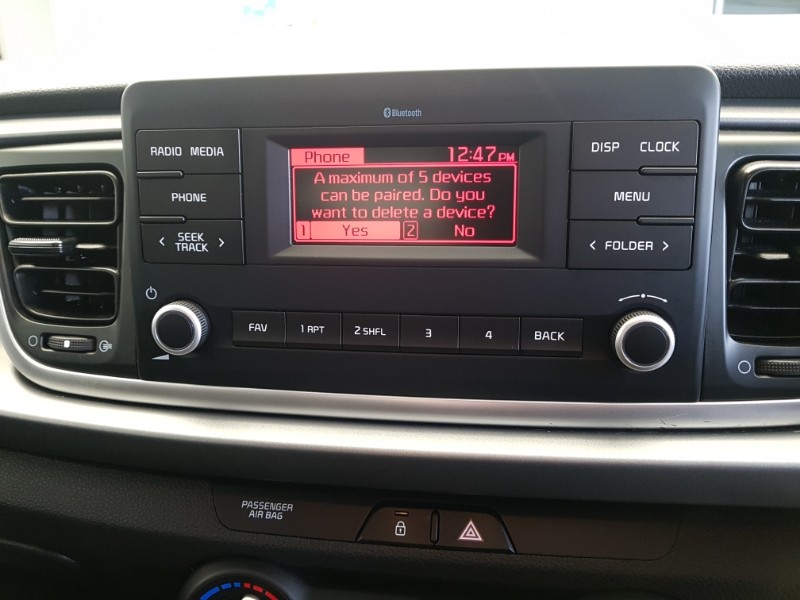 Bluetooth
RADIO MEDIA
PHONE
< SEEK >
TRACK
Phone 12:47 PM
A maximum of 5 devices
can be paired. Do you
want to delete a device?
1 Yes 2 No
DISP CLOCK
MENU
< FOLDER >
FAV 1 RPT 2 SHFL 3 4 BACK
PASSENGER
AIR BAG